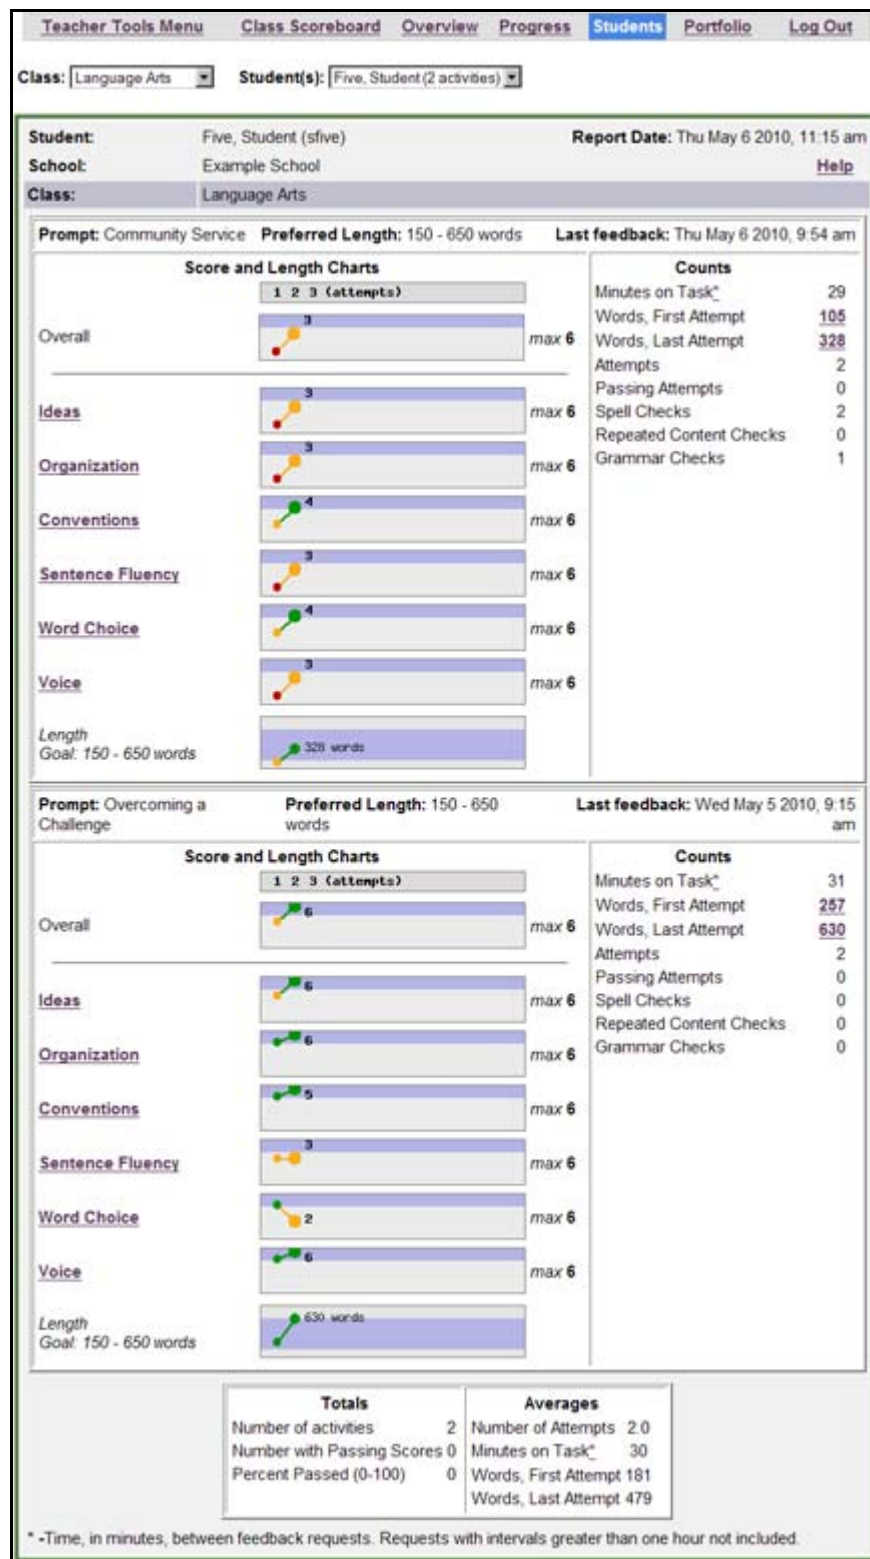 Teacher Tools Menu Class Scoreboard Overview Progress Students Portfolio Log Out
Class: Language Arts Student(s): Five, Student (2 activities)
Student: Five, Student (sfive) Report Date: Thu May 6 2010, 11:15 am
School: Example School Help
Class: Language Arts
Prompt: Community Service Preferred Length: 150 - 650 words Last feedback: Thu May 6 2010, 9:54 am
Score and Length Charts Counts
1 2 3 (attempts) Minutes on Task* 29
Words, First Attempt 105
Overall 3 max 6 Words, Last Attempt 328
Attempts 2
Passing Attempts 0
Ideas 3 max 6 Spell Checks 2
Repeated Content Checks 0
Organization 3 max 6 Grammar Checks 1
Conventions 4 max 6
Sentence Fluency 3 max 6
Word Choice 4 max 6
Voice 3 max 6
Length
Goal: 150 - 650 words 328 words
Prompt: Overcoming a Challenge Preferred Length: 150 - 650 words Last feedback: Wed May 5 2010, 9:15 am
Score and Length Charts Counts
1 2 3 (attempts) Minutes on Task* 31
Words, First Attempt 257
Overall 6 max 6 Words, Last Attempt 630
Attempts 2
Passing Attempts 0
Ideas 6 max 6 Spell Checks 0
Repeated Content Checks 0
Organization 6 max 6 Grammar Checks 0
Conventions 5 max 6
Sentence Fluency 3 max 6
Word Choice 2 max 6
Voice 6 max 6
Length
Goal: 150 - 650 words 630 words
Totals Averages
Number of activities 2 Number of Attempts 2.0
Number with Passing Scores 0 Minutes on Task* 30
Percent Passed (0-100) 0 Words, First Attempt 181
Words, Last Attempt 479
* -Time, in minutes, between feedback requests. Requests with intervals greater than one hour not included.